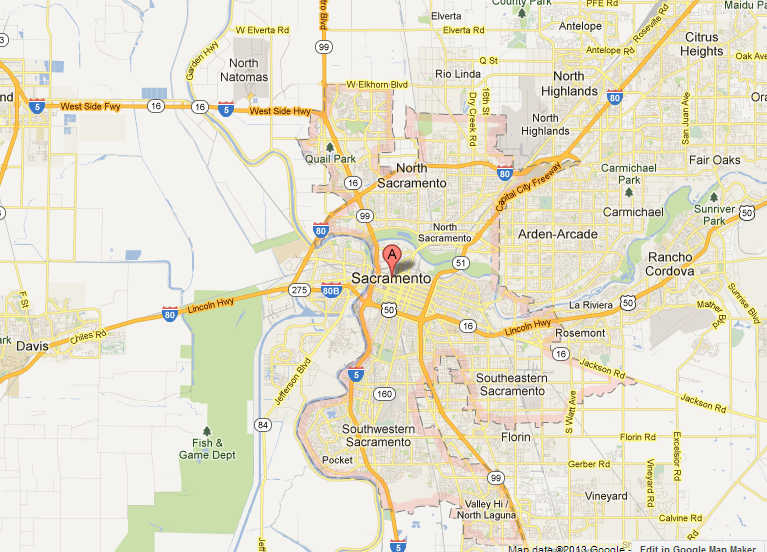 County Park
PFE Rd
Roseville Rd
Maidu P
Elverta
W Elverta Rd
Elverta Rd
Antelope
Citrus
Heights
Garden Hwy
99
North
Natomas
Q St
Antelope Rd
Oak Ave
Rio Linda
North
Highlands
W Elkhorn Blvd
16th St
Dry Creek Rd
80
San Juan Ave
nd
5
West Side Fwy
16
16
5
West Side Hwy
North
Highlands
Quail Park
Fair Oaks
North
Sacramento
80
Capital City Freeway
Carmichael
Park
16
99
Sunriver
Park
50
Carmichael
80
North
Sacramento
Arden-Arcade
A
Rancho
Cordova
51
Sacramento
275
80B
F St
Lincoln Hwy
80
50
La Riviera
50
Mather Blvd
Sunrise Blvd
ark
Davis
Chiles Rd
16
Lincoln Hwy
Rosemont
16
Jackson Rd
Jackson Rd
Jefferson Blvd
5
160
Southeastern
Sacramento
S Watt Ave
84
Southwestern
Sacramento
Florin
Florin Rd
Fish &
Game Dept
Pocket
Gerber Rd
Vineyard Rd
Excelsior Rd
99
Vineyard
Valley Hi /
North Laguna
Calvine Rd
5
Map data ©2013 Google -
Edit in Google Map Maker